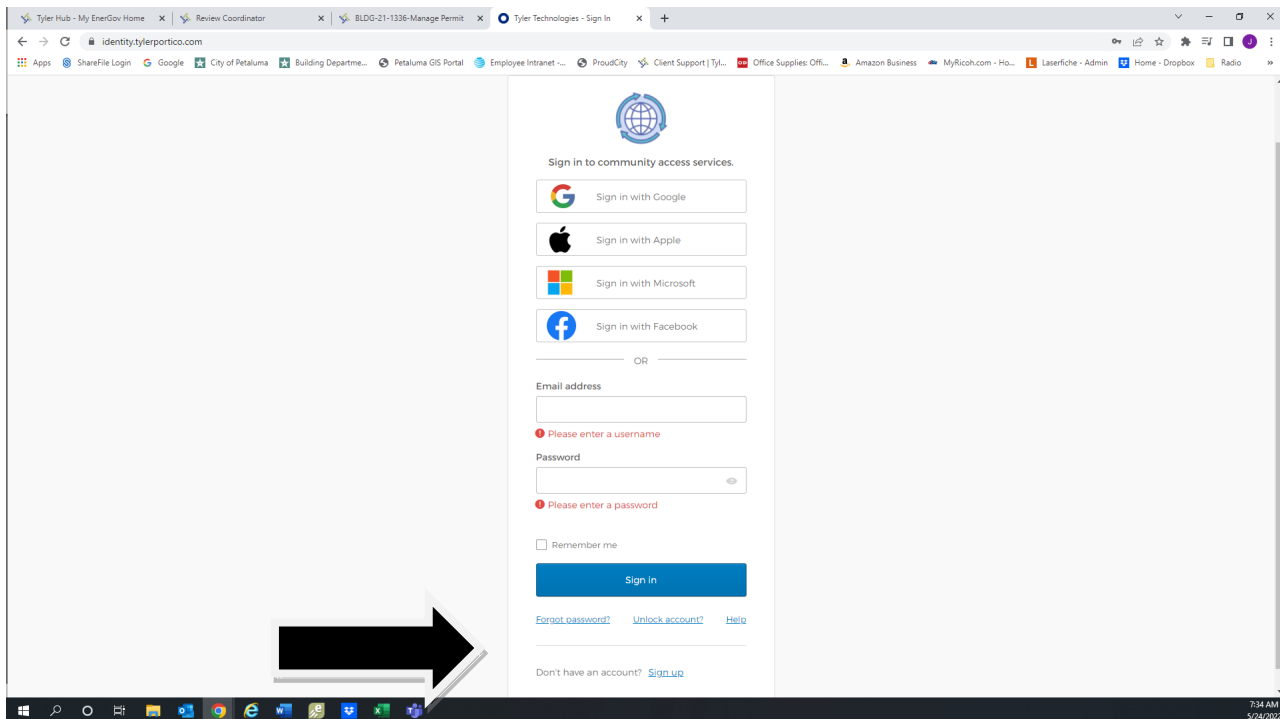 Tyler Hub - My EnerGov Home
Review Coordinator
BLDG-21-1336-Manage Permit
Tyler Technologies - Sign In
identity.tylerportico.com
J
Apps ShareFile Login Google City of Petaluma Building Departme... Petaluma GIS Portal Employee Intranet -... ProudCity Client Support | Tyl... Office Supplies: Offi... Amazon Business MyRicoh.com - Ho... Laserfiche - Admin Home - Dropbox Radio »
Sign in to community access services.
Sign in with Google
Sign in with Apple
Sign in with Microsoft
Sign in with Facebook
OR
Email address
Please enter a username
Password
Please enter a password
Remember me
Sign in
Forgot password? Unlock account? Help
Don't have an account? Sign up
7:34 AM